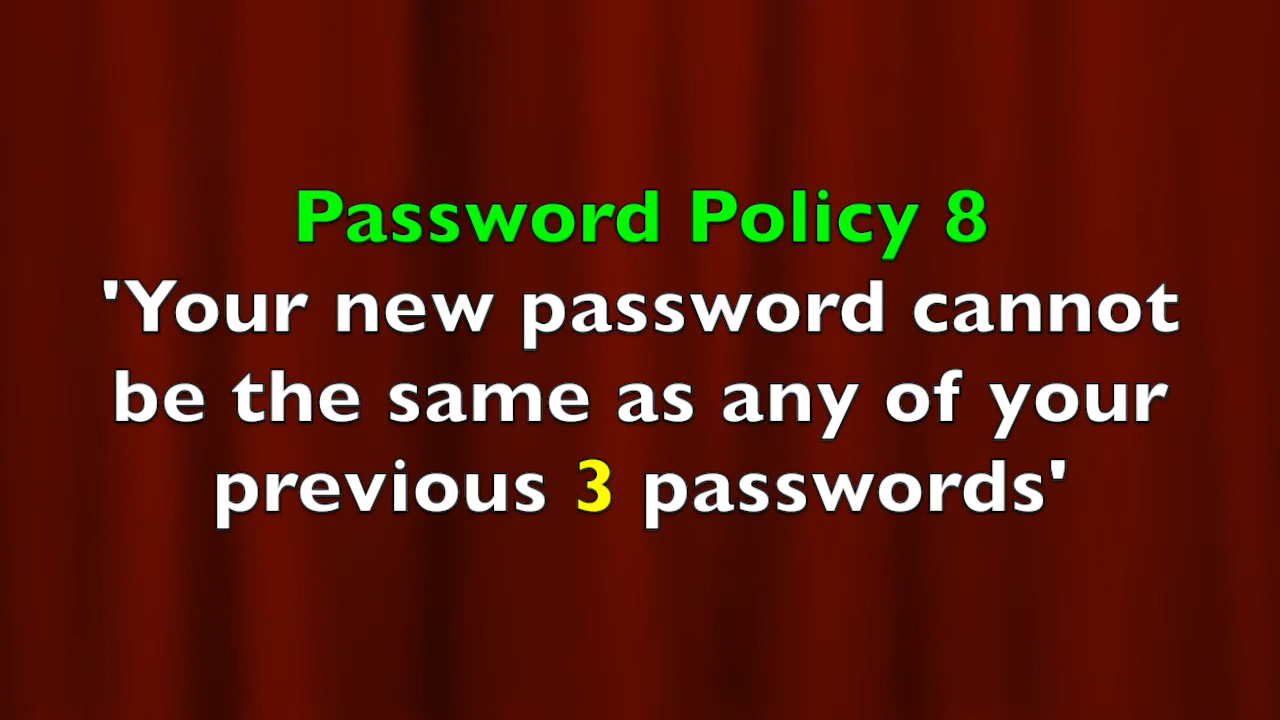 Password Policy 8
'Your new password cannot
be the same as any of your
previous 3 passwords'